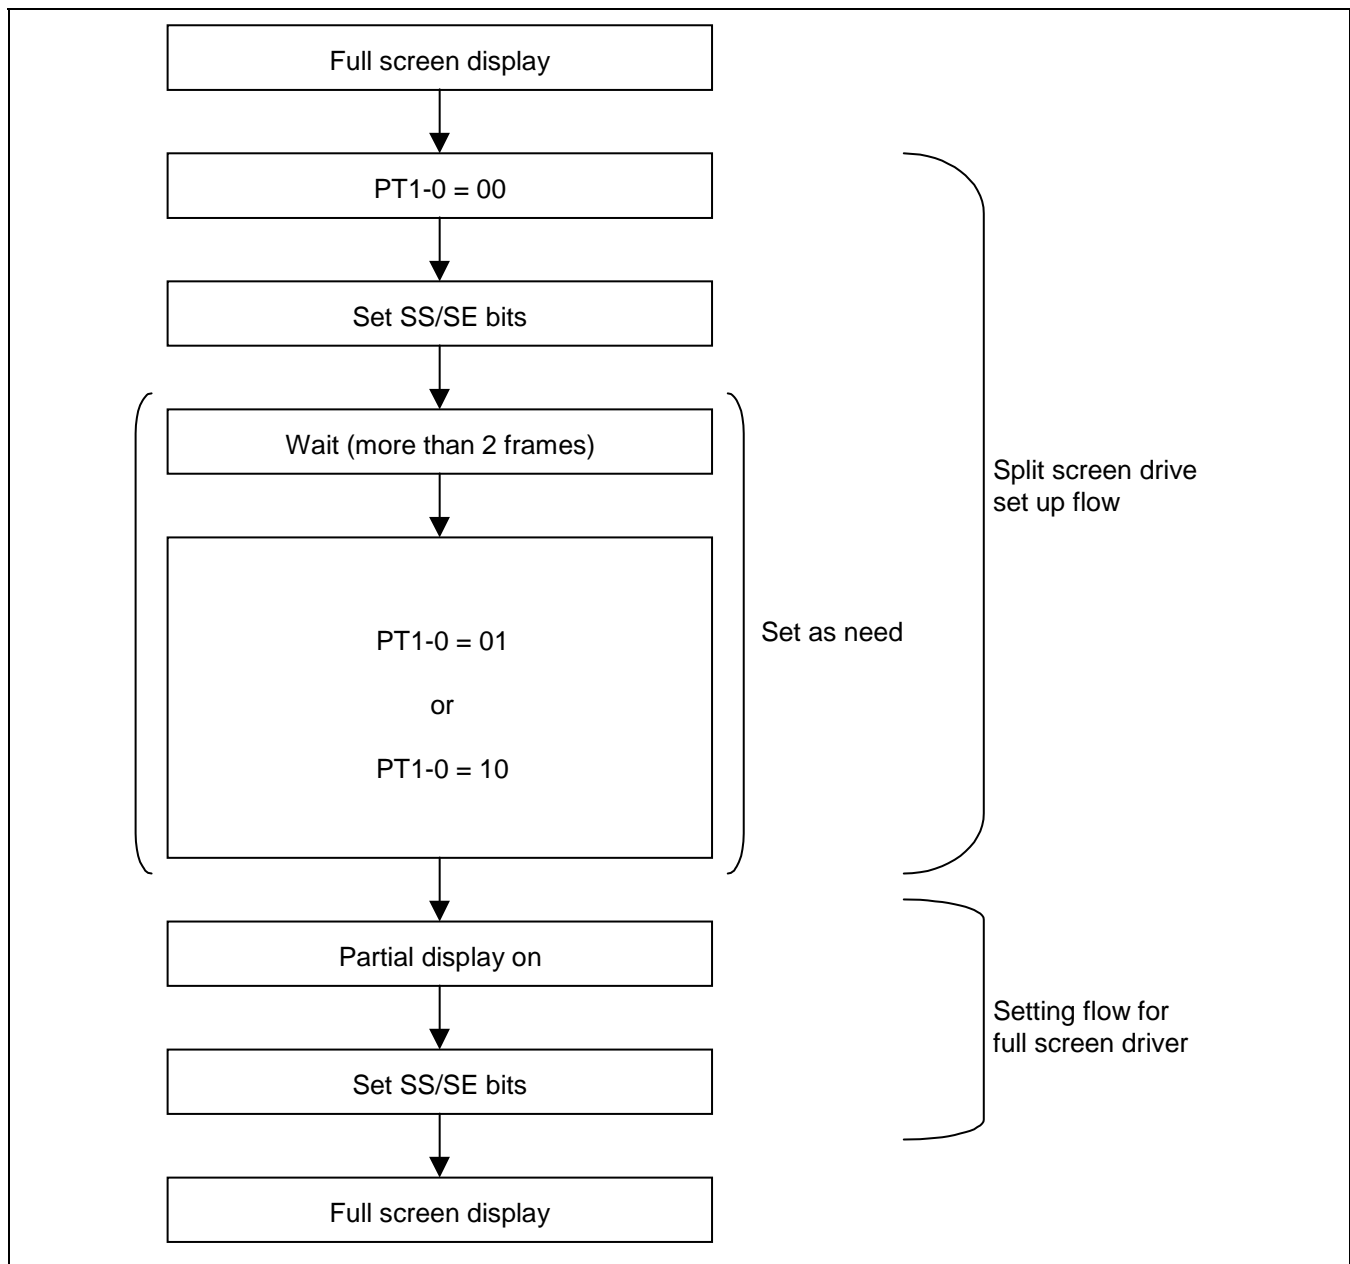 Full screen display
PT1-0 = 00
Set SS/SE bits
Wait (more than 2 frames)
Split screen drive
set up flow
Set as need
PT1-0 = 01
or
PT1-0 = 10
Partial display on
Setting flow for
full screen driver
Set SS/SE bits
Full screen display